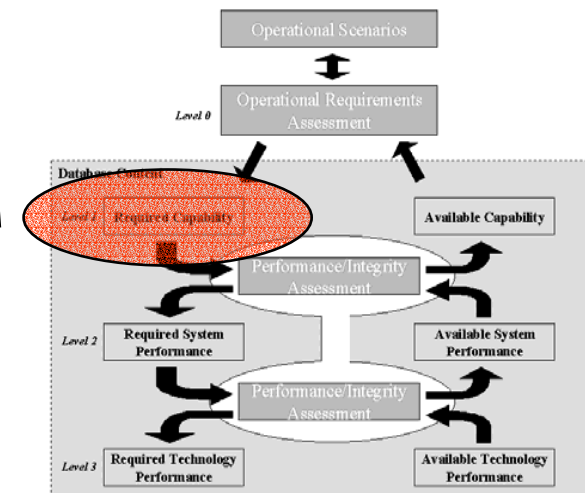 Operational Scenarios
Operational Requirements
Assessment
Level 0
Database Content
Level 1
Required Capability
Available Capability
Performance/Integrity
Assessment
Level 2
Required System
Performance
Available System
Performance
Performance/Integrity
Assessment
Level 3
Required Technology
Performance
Available Technology
Performance